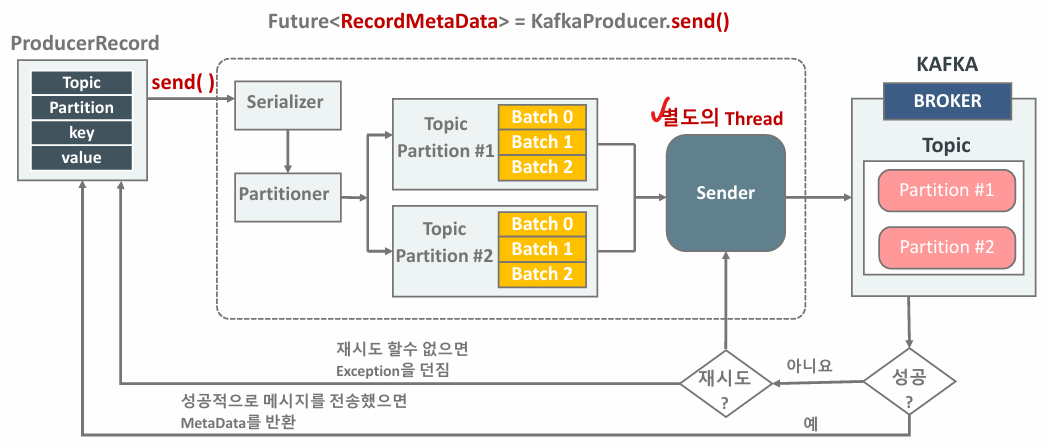 Future<RecordMetaData> = KafkaProducer.send()
ProducerRecord
Topic
Partition
key
value
send( )
Serializer
Partitioner
Topic
Partition #1
Batch 0
Batch 1
Batch 2
Topic
Partition #2
Batch 0
Batch 1
Batch 2
별도의 Thread
Sender
KAFKA
BROKER
Topic
Partition #1
Partition #2
재시도 할수 없으면
Exception을 던짐
재시도
?
아니요
성공
?
성공적으로 메시지를 전송했으면
MetaData를 반환
예